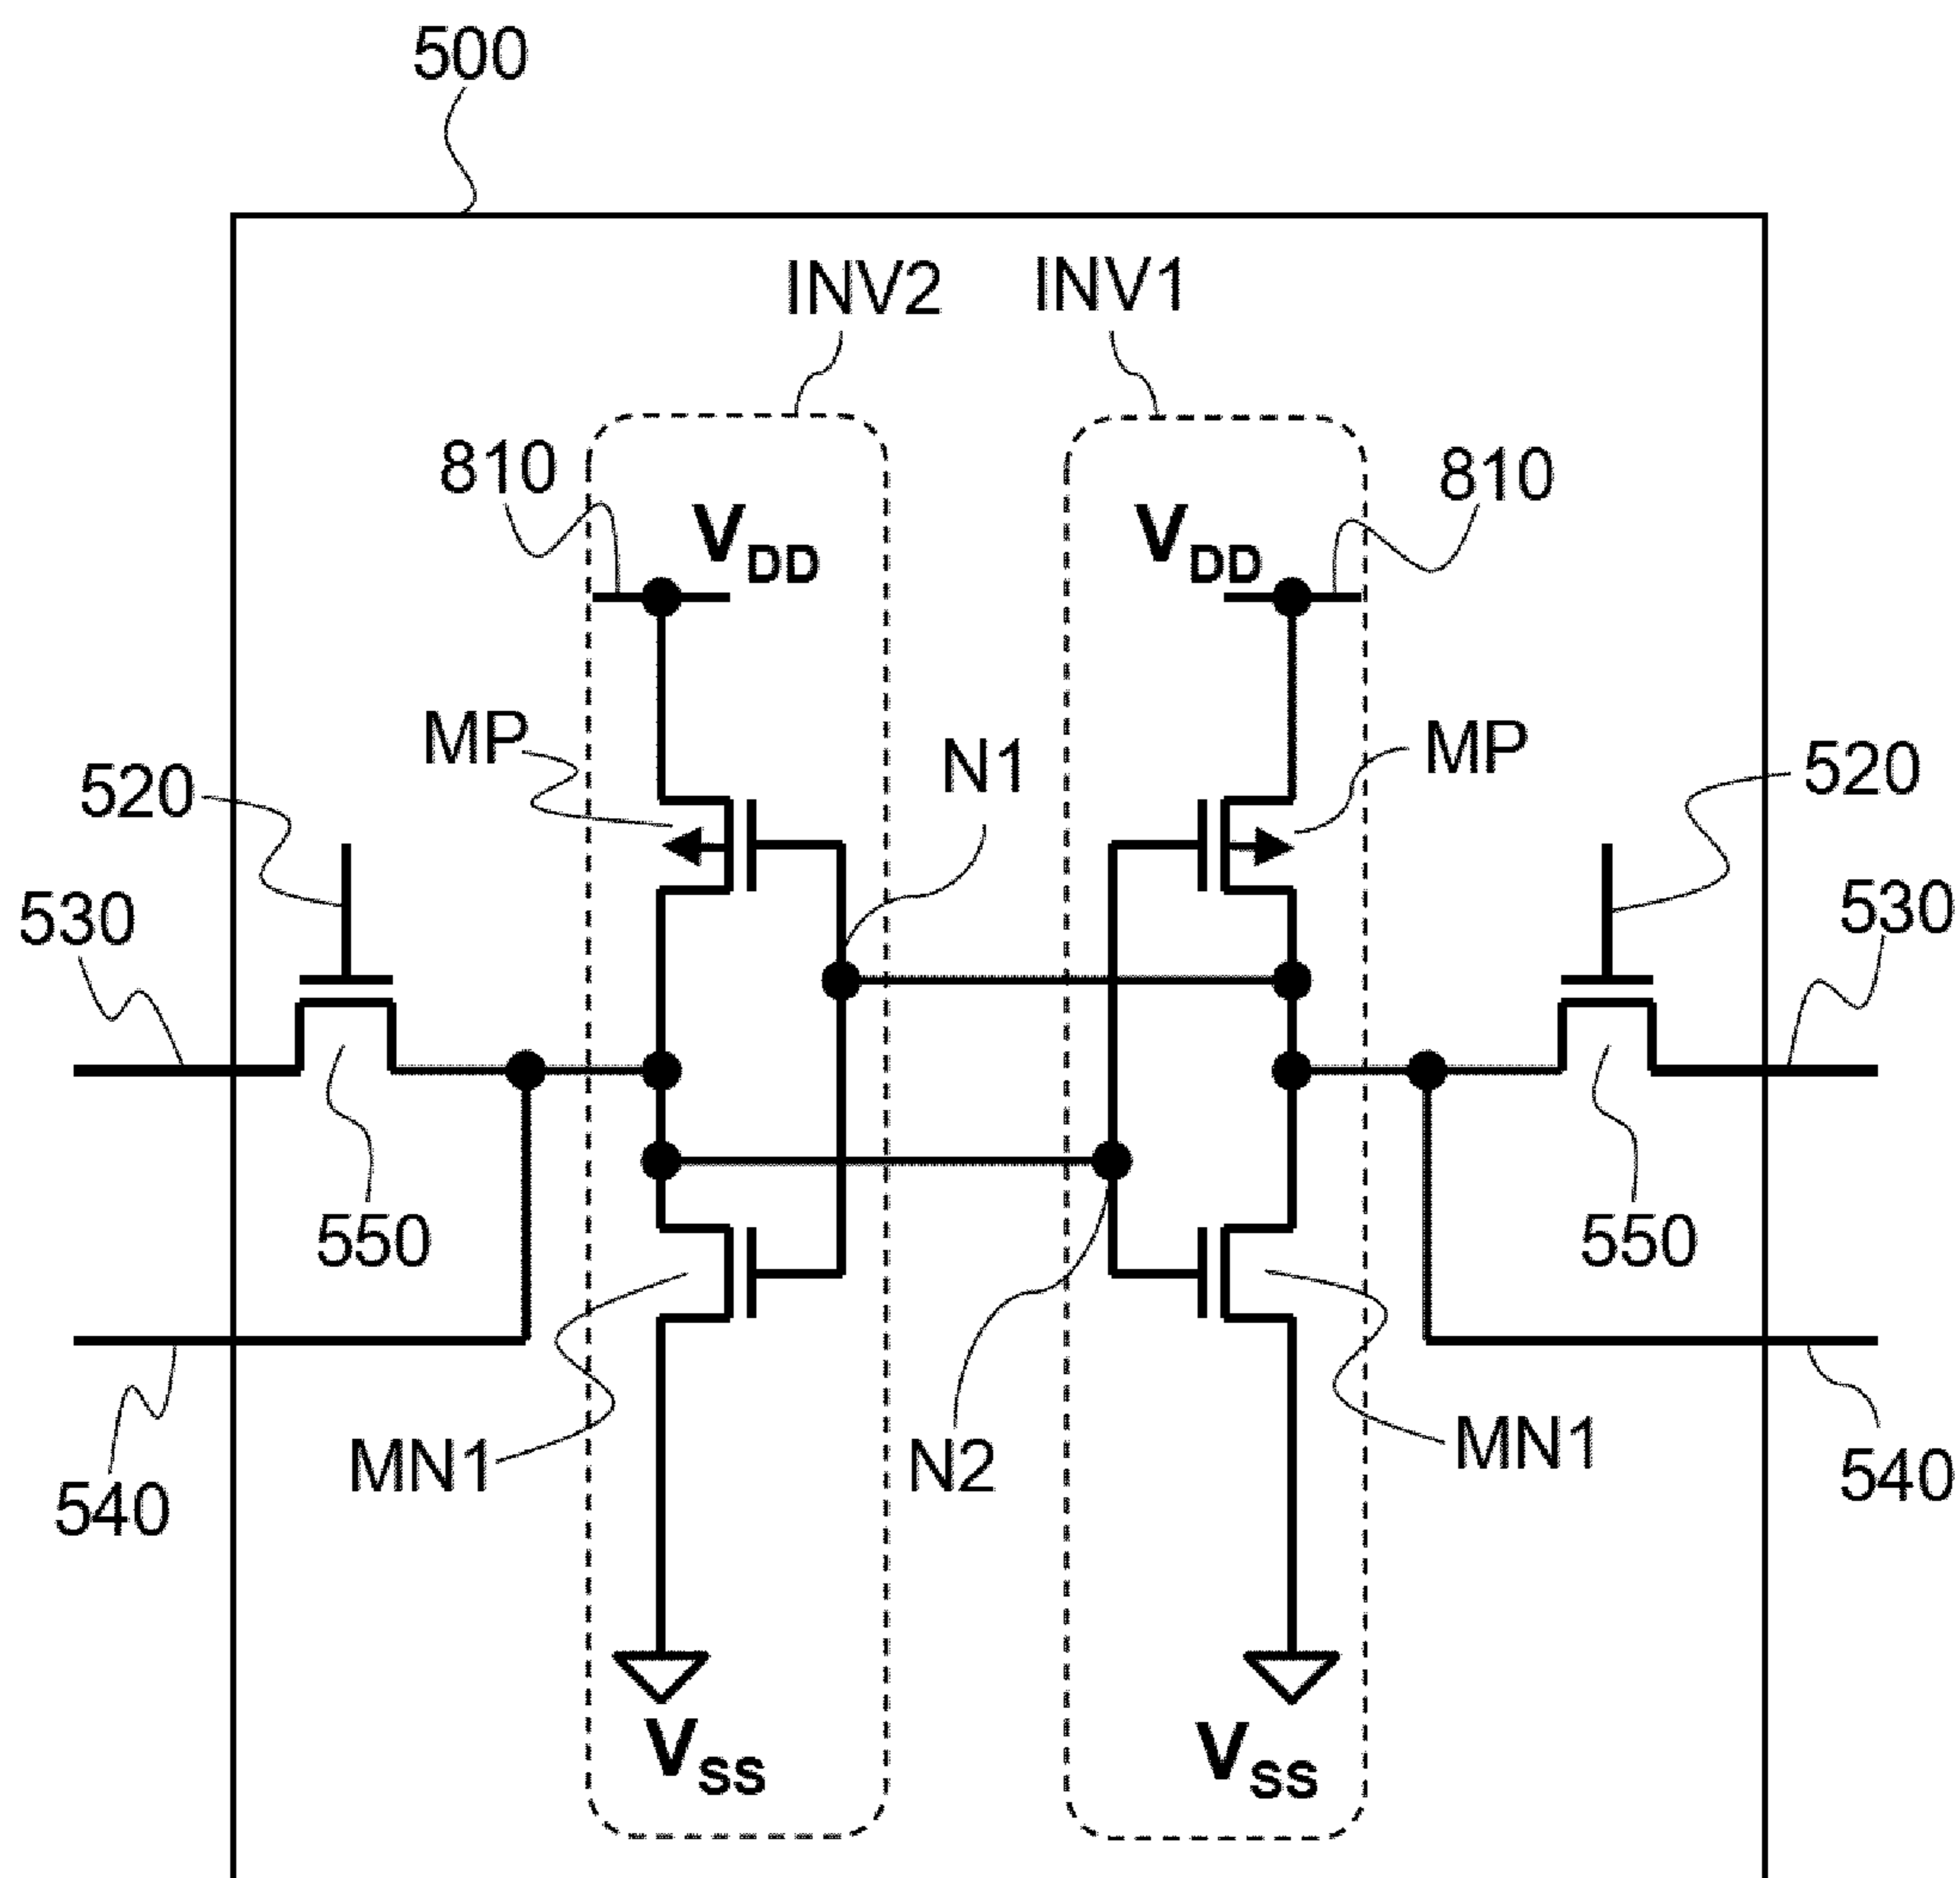 500
INV2 INV1
810 810
VDD VDD
MP N1 MP
520 520
530 530
550 550
MN1 N2 MN1
540 540
VSS VSS